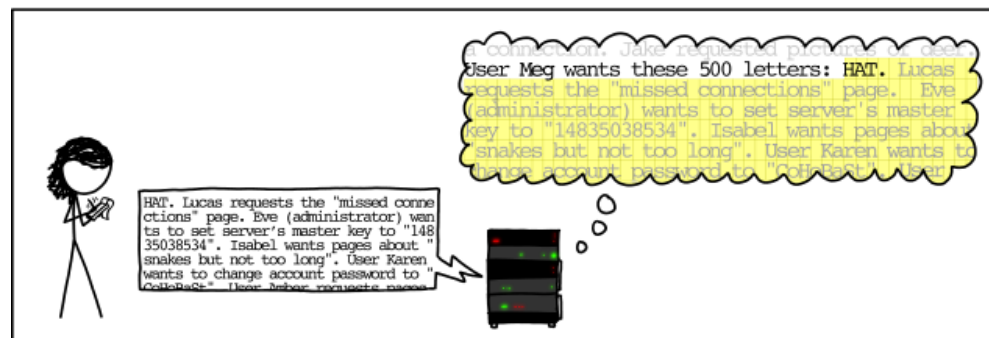 a connection. Jake requested pictures of deer.
User Meg wants these 500 letters: HAT. Lucas
requests the "missed connections" page. Eve
(administrator) wants to set server's master
key to "14835038534". Isabel wants pages about
"snakes but not too long". User Karen wants to
change account password to "CoHoBaSt". User
HAT. Lucas requests the "missed conne
ctions" page. Eve (administrator) wan
ts to set server's master key to "148
35038534". Isabel wants pages about "
snakes but not too long". User Karen
wants to change account password to "
CoHoBaSt". User Amber requests pages